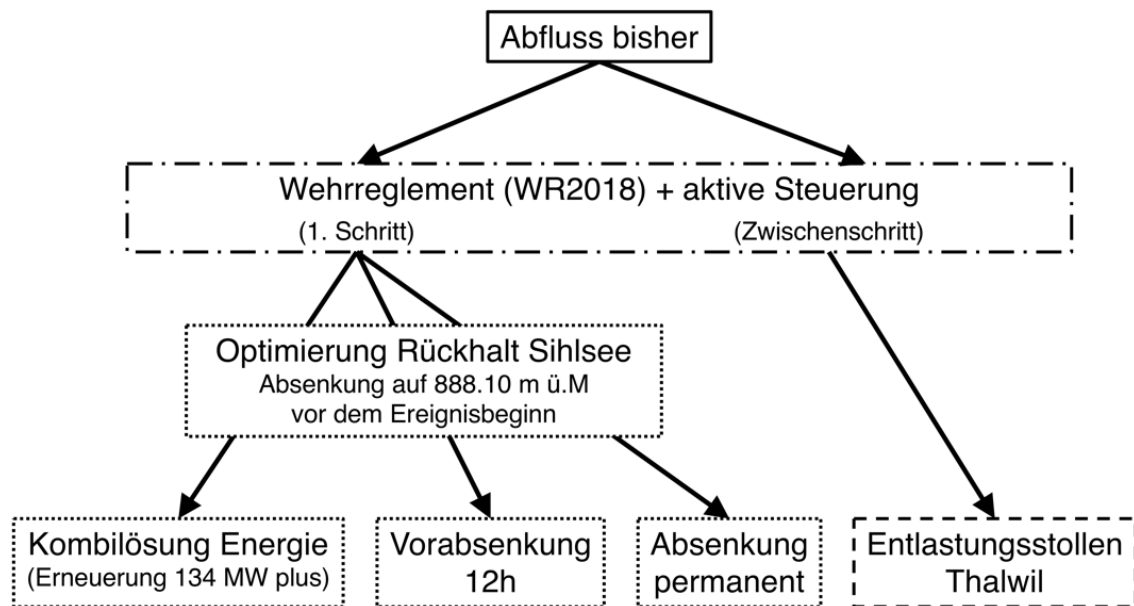 Abfluss bisher
Wehrreglement (WR2018) + aktive Steuerung
(1. Schritt)
(Zwischenschritt)
Optimierung Rückhalt Sihlsee
Absenkung auf 888.10 m ü.M
vor dem Ereignisbeginn
Kombilösung Energie
(Erneuerung 134 MW plus)
Vorabsenkung
12h
Absenkung
permanent
Entlastungsstollen
Thalwil